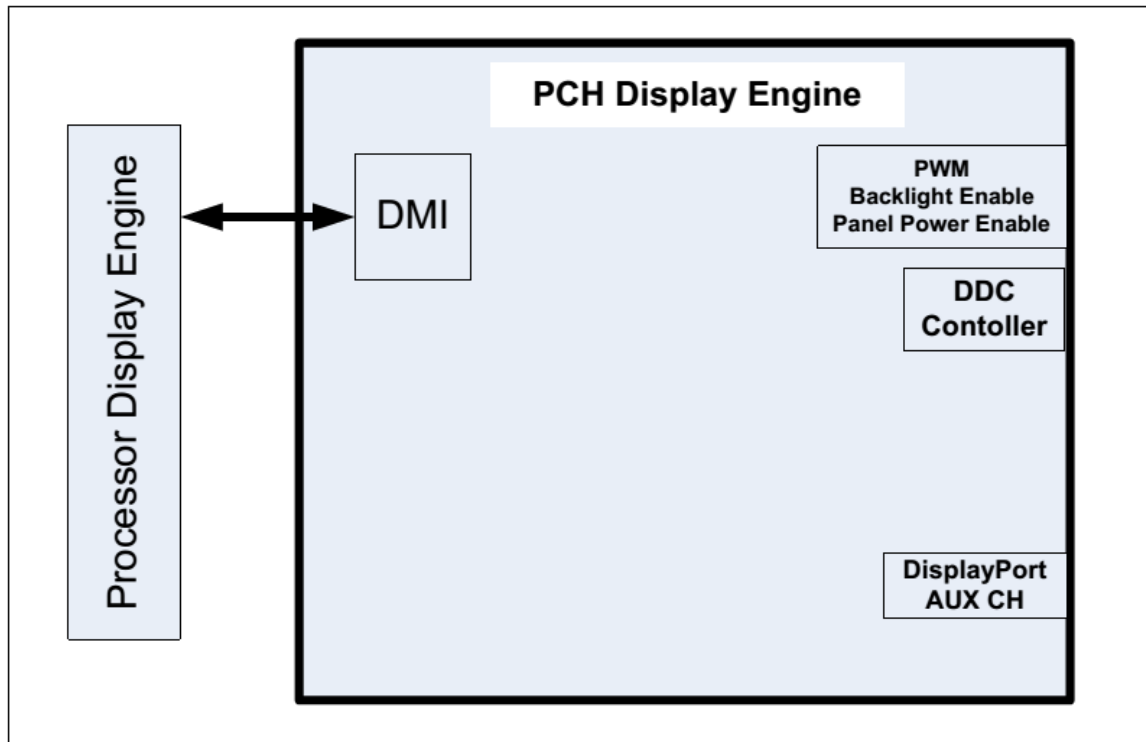 PCH Display Engine
Processor Display Engine
DMI
PWM
Backlight Enable
Panel Power Enable
DDC
Contoller
DisplayPort
AUX CH